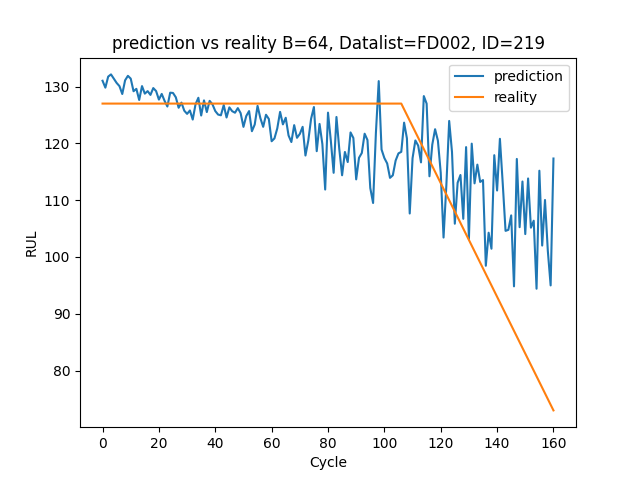 prediction vs reality B=64, Datalist=FD002, ID=219
prediction
reality
130
120
110
100
90
80
RUL
0 20 40 60 80 100 120 140 160
Cycle